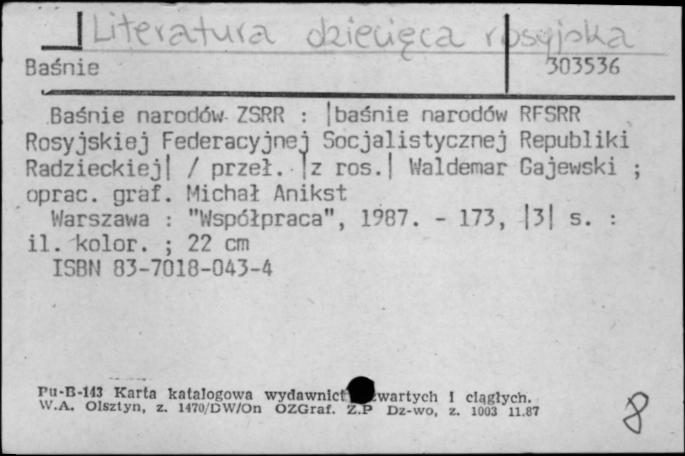 Literatura dziecięca rosyjska
Baśnie 303536
Baśnie narodów ZSRR : |baśnie narodów RFSRR
Rosyjskiej Federacyjnej Socjalistycznej Republiki
Radzieckiej| / przeł. |z ros.| Waldemar Gajewski ;
oprac. graf. Michał Anikst
Warszawa : "Współpraca", 1987. - 173, |3| s. :
il. kolor. ; 22 cm
ISBN 83-7018-043-4
Pu-B-143 Karta katalogowa wydawnict wartych i ciągłych.
W.A. Olsztyn, z. 1470/DW/On OZGraf. Z.P Dz-wo, z. 1003 11.87
8